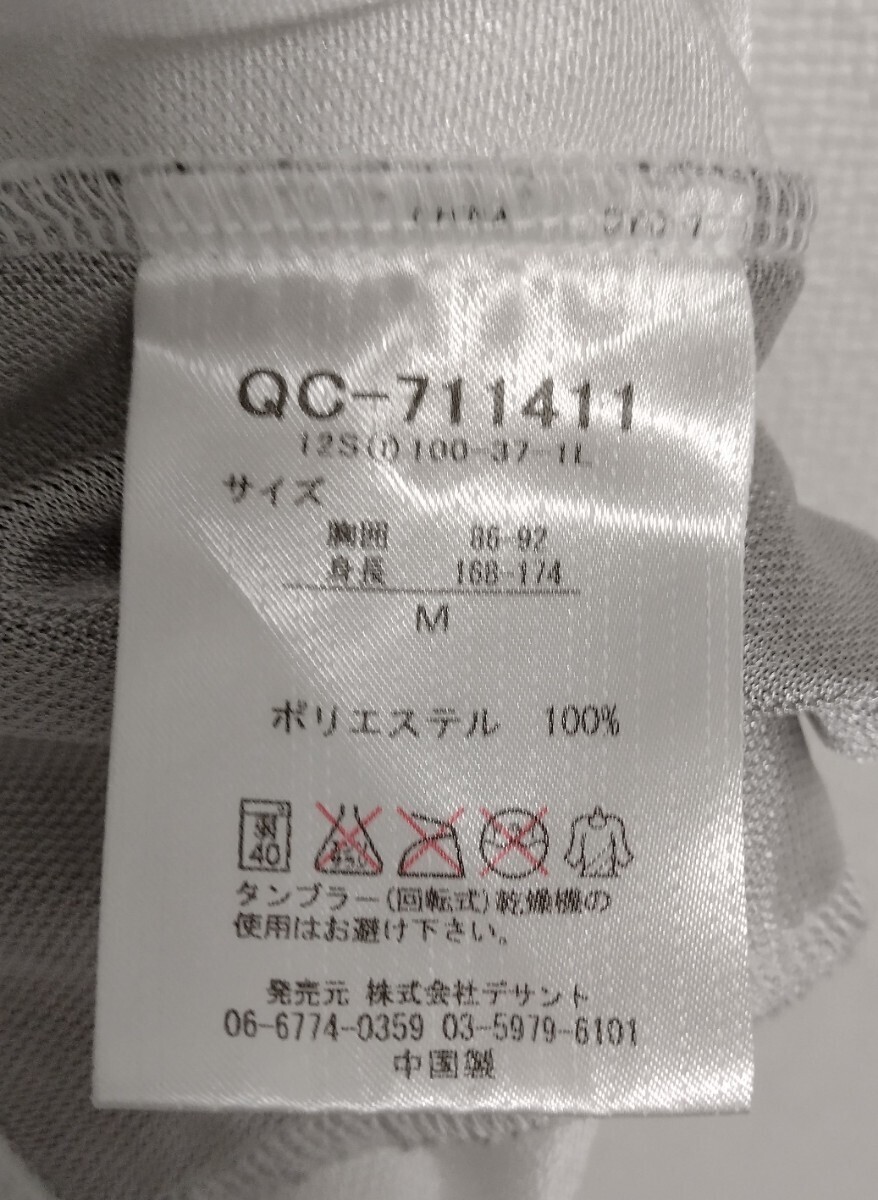 QC-711411
12S(1)100-37-1L
サイズ
胸囲 86-92
身長 168-174
M
ポリエステル 100%
弱 40
タンブラー(回転式)乾燥機の
使用はお避け下さい。
発売元 株式会社デサント
06-6774-0359 03-5979-6101
中国製